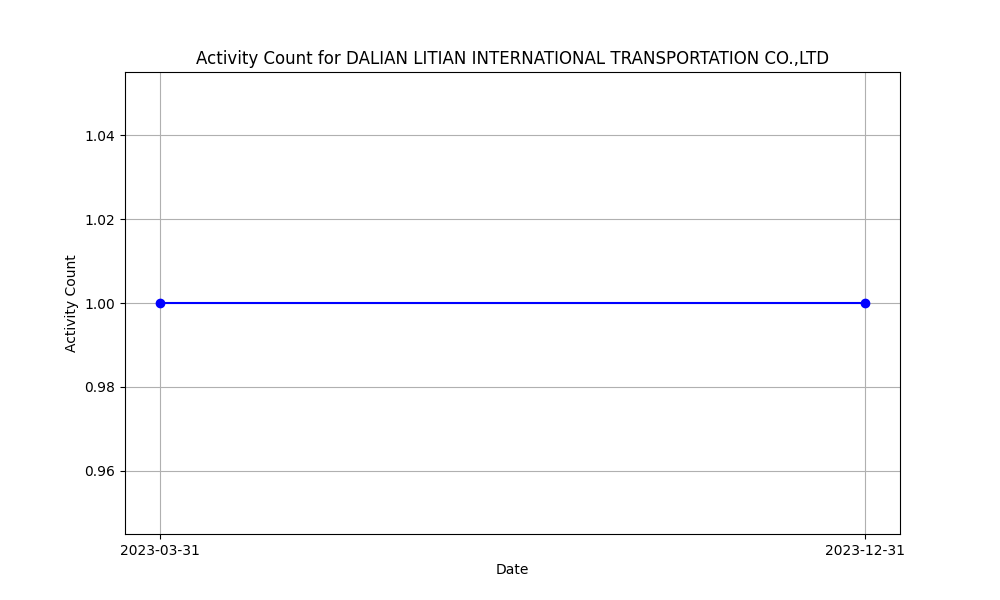 Activity Count for DALIAN LITIAN INTERNATIONAL TRANSPORTATION CO.,LTD
1.04
1.02
1.00
0.98
0.96
Activity Count
2023-03-31 2023-12-31
Date